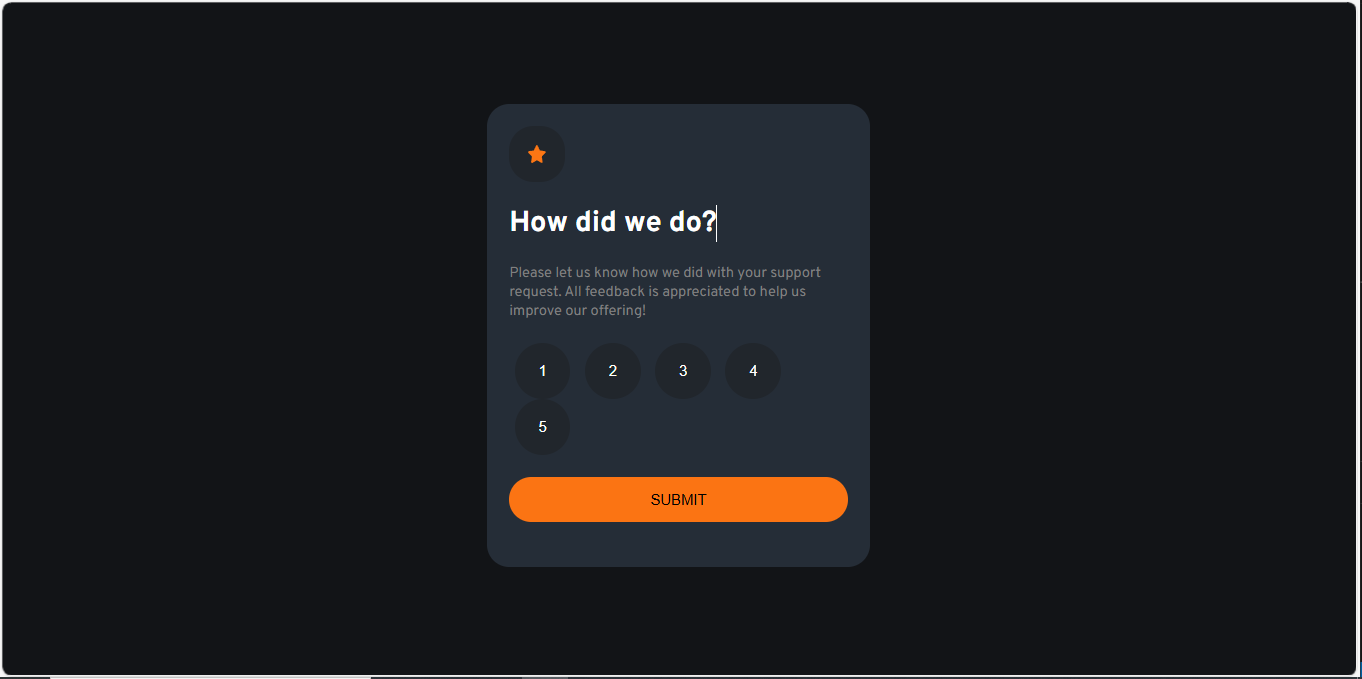 How did we do?
Please let us know how we did with your support
request. All feedback is appreciated to help us
improve our offering!
1 2 3 4
5
SUBMIT